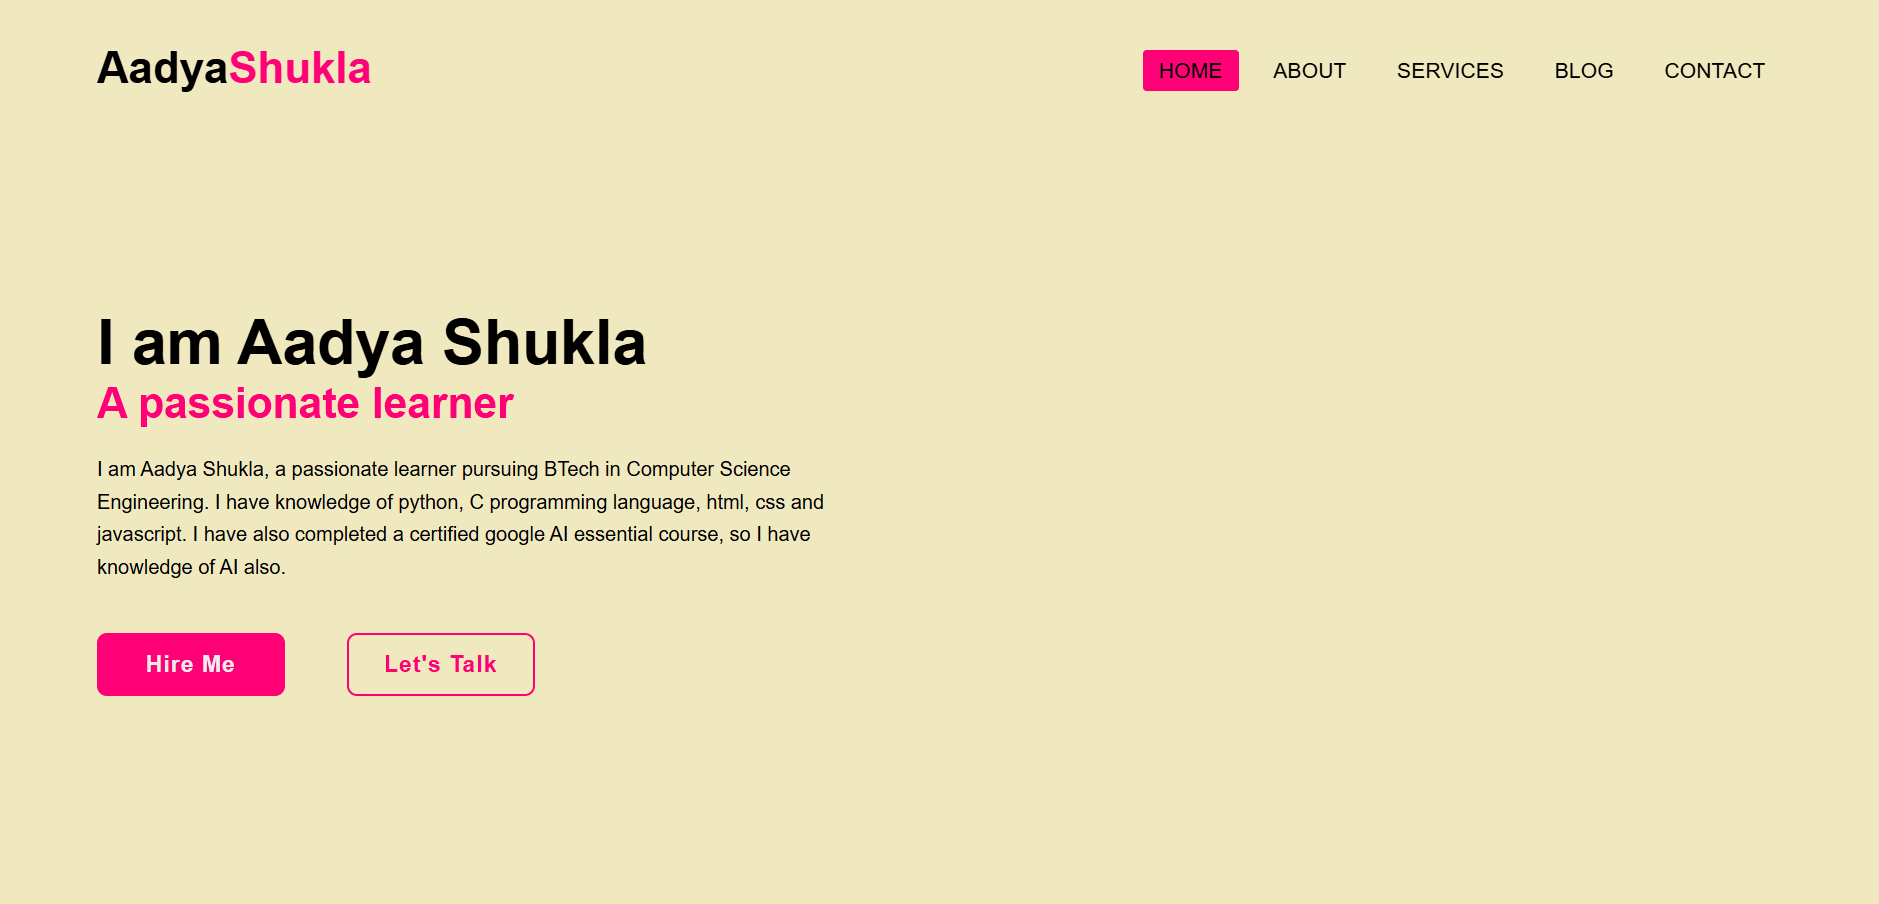 AadyaShukla
HOME ABOUT SERVICES BLOG CONTACT
I am Aadya Shukla
A passionate learner
I am Aadya Shukla, a passionate learner pursuing BTech in Computer Science
Engineering. I have knowledge of python, C programming language, html, css and
javascript. I have also completed a certified google AI essential course, so I have
knowledge of AI also.
Hire Me
Let's Talk